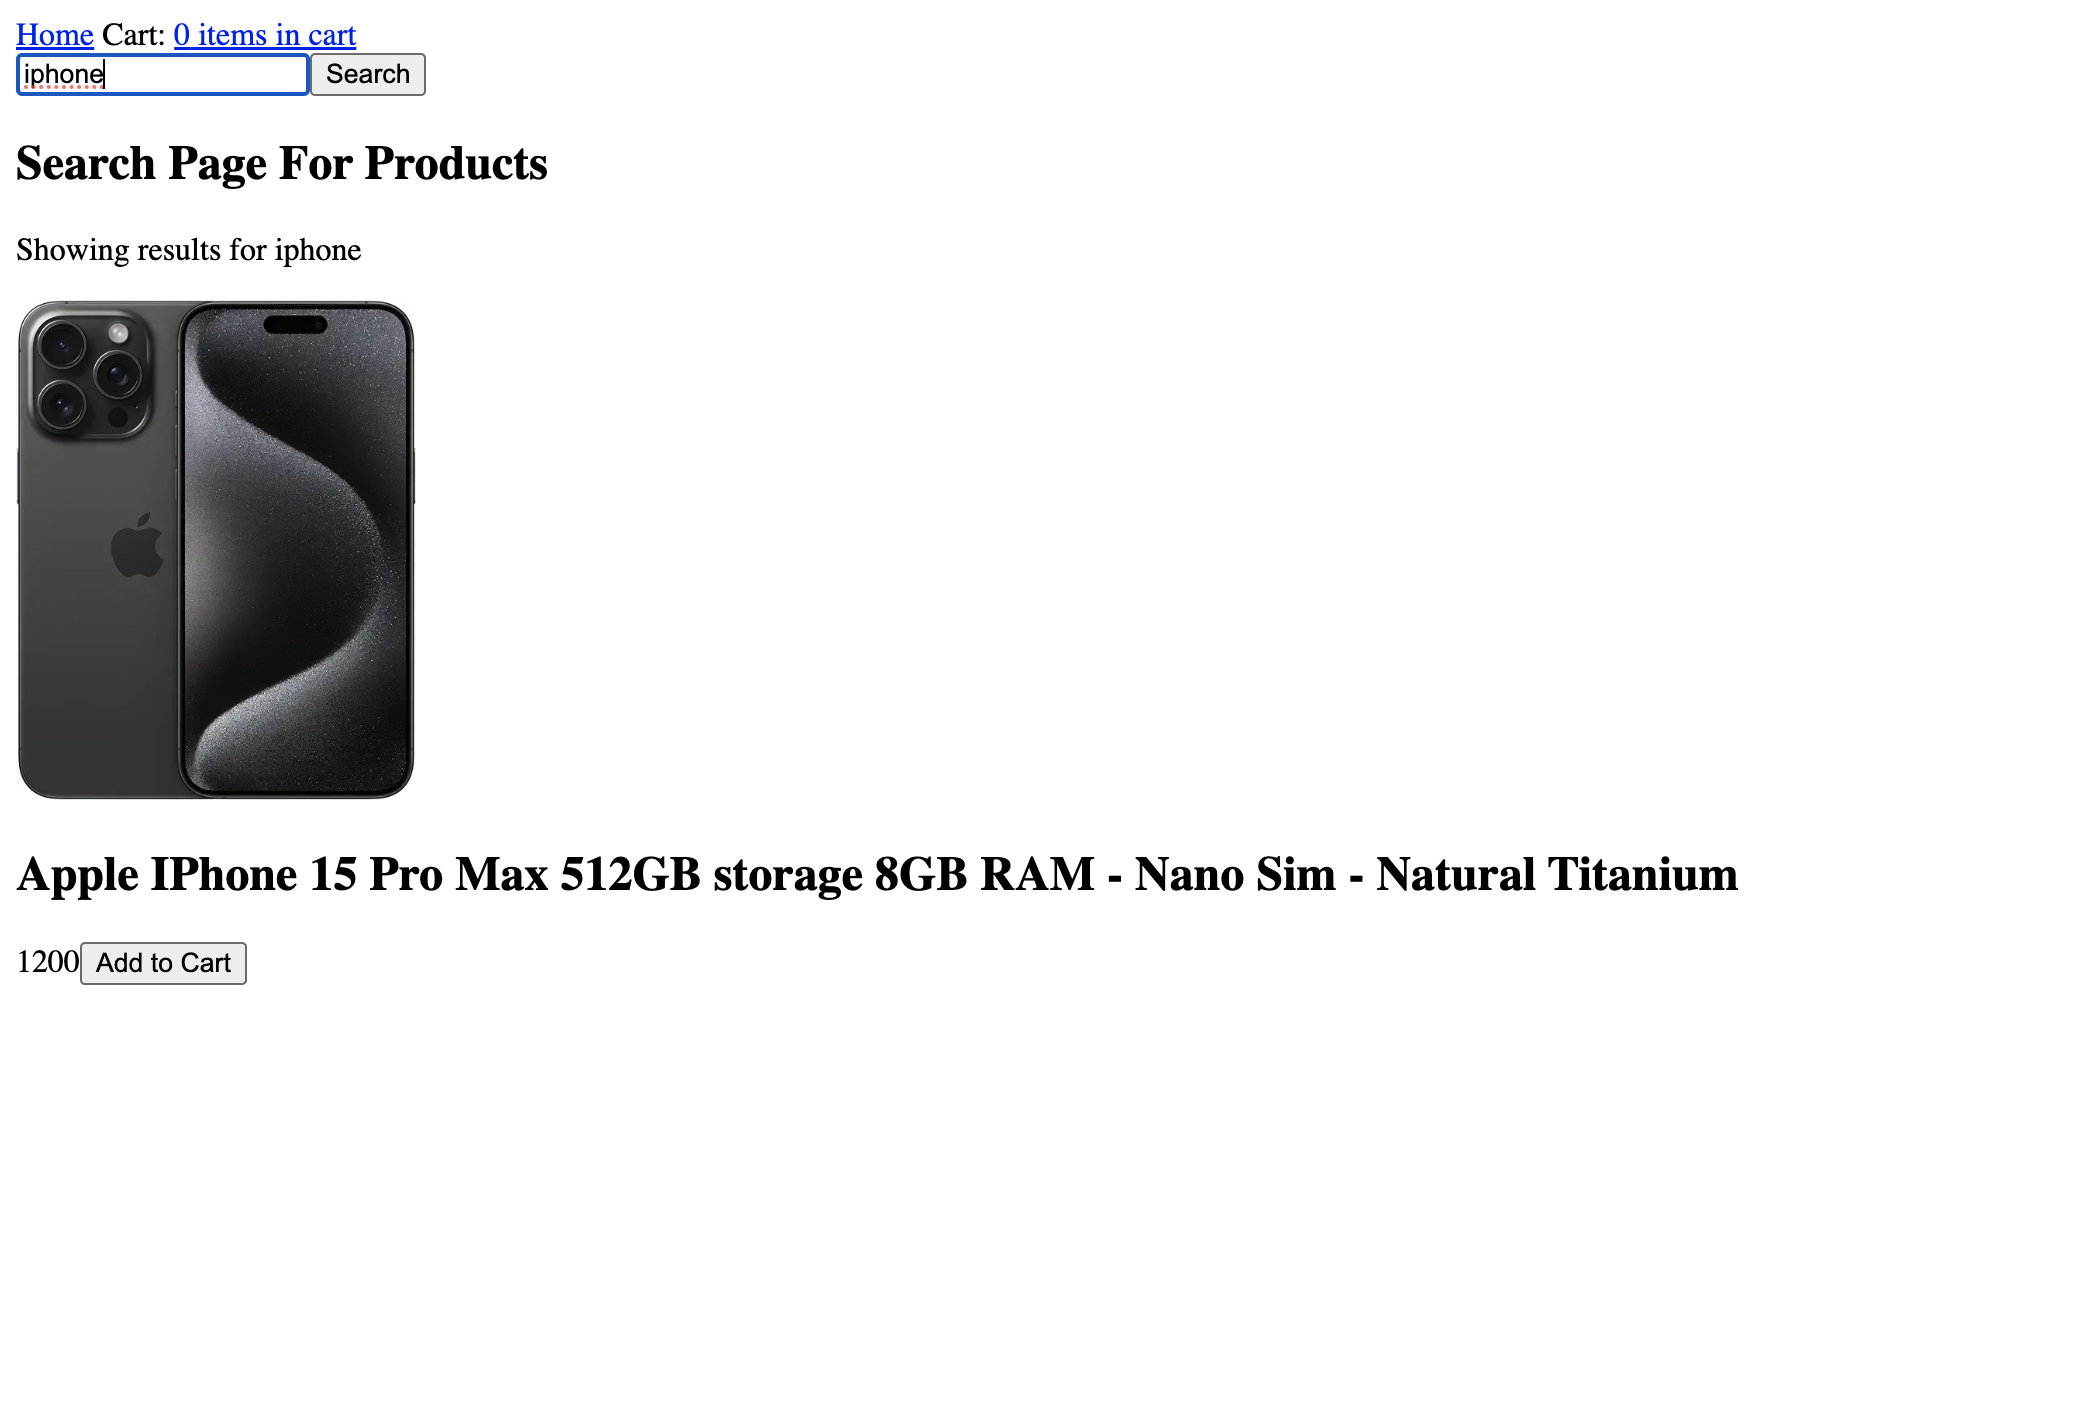 Home Cart: 0 items in cart
iphone Search
Search Page For Products
Showing results for iphone
Apple IPhone 15 Pro Max 512GB storage 8GB RAM - Nano Sim - Natural Titanium
1200 Add to Cart